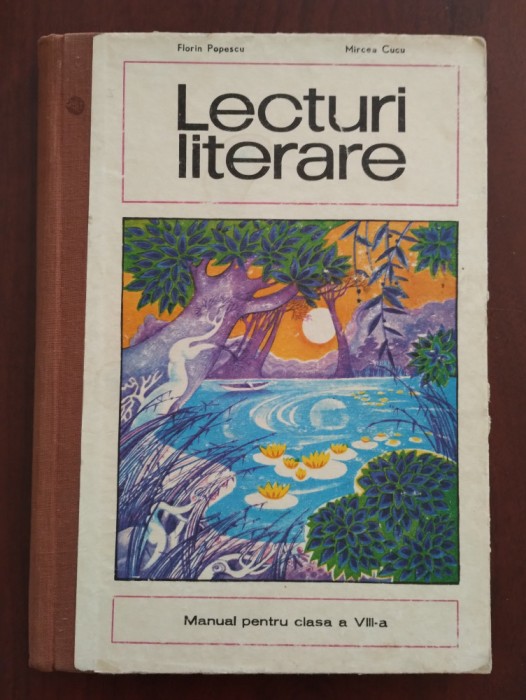 Florin Popescu Mircea Cucu
Lecturi
literare
Manual pentru clasa a VIII-a